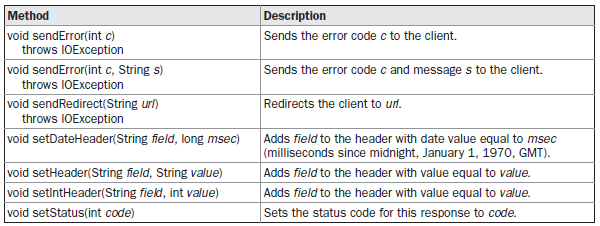 Method Description
void sendError(int c) Sends the error code c to the client.
throws IOException
void sendError(int c, String s) Sends the error code c and message s to the client.
throws IOException
void sendRedirect(String url) Redirects the client to url.
throws IOException
void setDateHeader(String field, long msec) Adds field to the header with date value equal to msec
(milliseconds since midnight, January 1, 1970, GMT).
void setHeader(String field, String value) Adds field to the header with value equal to value.
void setIntHeader(String field, int value) Adds field to the header with value equal to value.
void setStatus(int code) Sets the status code for this response to code.